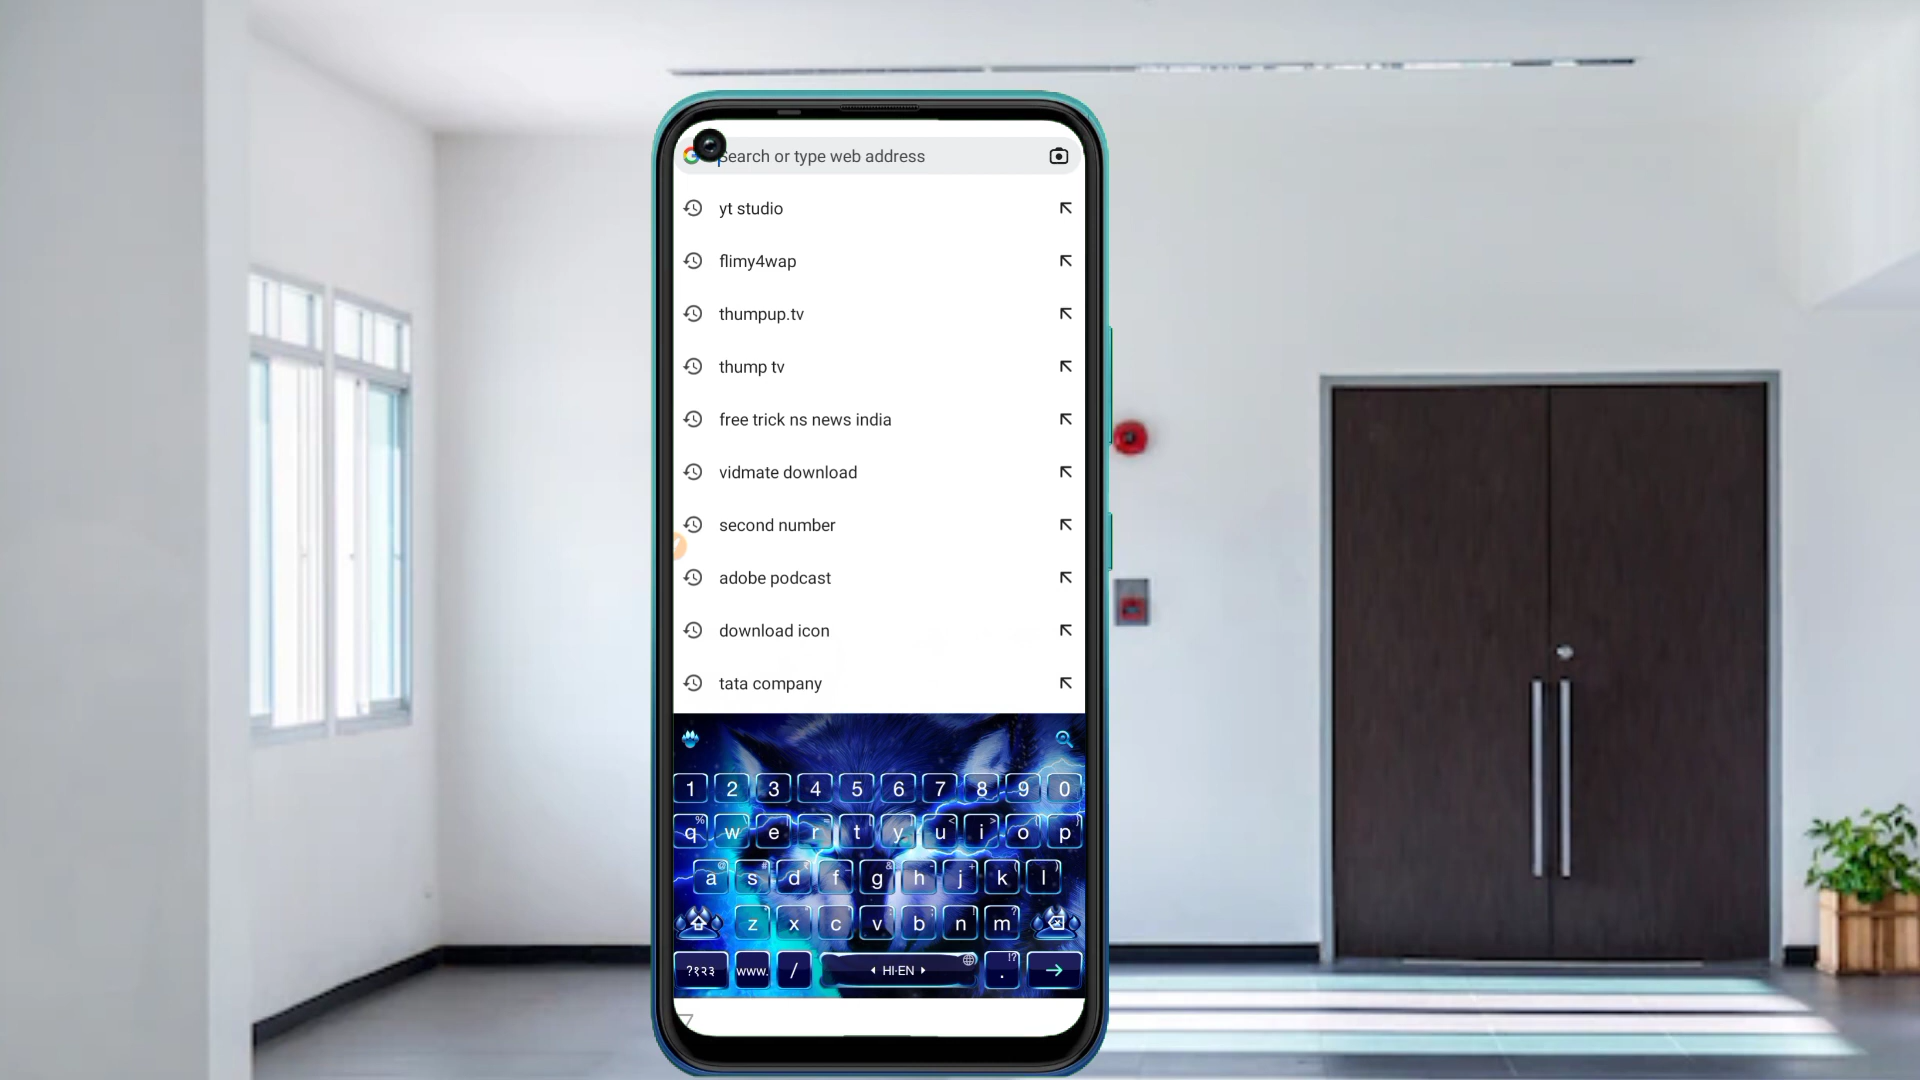 Search or type web address
yt studio
flimy4wap
thumpup.tv
thump tv
free trick ns news india
vidmate download
second number
adobe podcast
download icon
tata company
1 2 3 4 5 6 7 8 9 0
q w e r t y u i o p
a s d f g h j k l
z x c v b n m
?१२३ www. / HI·EN . !?